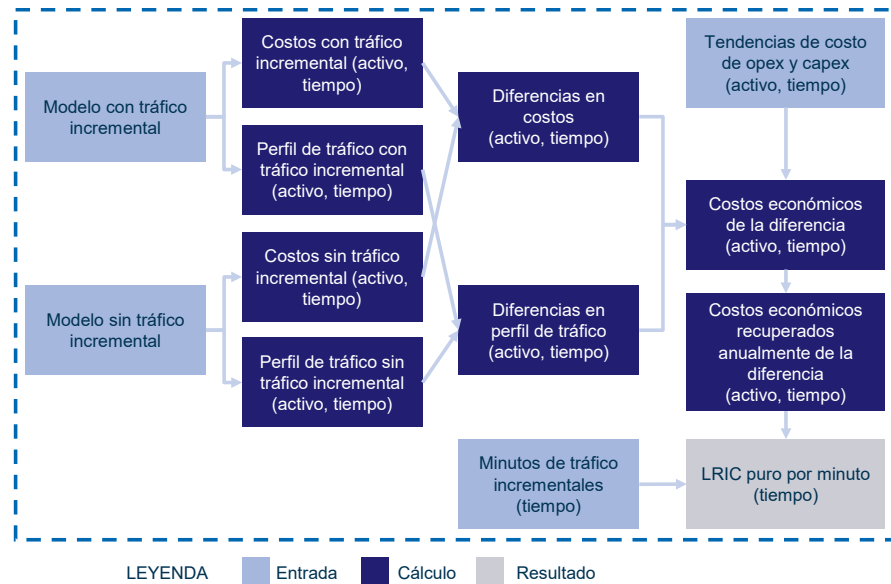 Modelo con tráfico
incremental
Modelo sin tráfico
incremental
Costos con tráfico
incremental (activo,
tiempo)
Perfil de tráfico con
tráfico incremental
(activo, tiempo)
Costos sin tráfico
incremental (activo,
tiempo)
Perfil de tráfico sin
tráfico incremental
(activo, tiempo)
Diferencias en
costos
(activo, tiempo)
Diferencias en
perfil de tráfico
(activo, tiempo)
Minutos de tráfico
incrementales
(tiempo)
Tendencias de costo
de opex y capex
(activo, tiempo)
Costos económicos
de la diferencia
(activo, tiempo)
Costos económicos
recuperados
anualmente de la
diferencia
(activo, tiempo)
LRIC puro por minuto
(tiempo)
LEYENDA
Entrada
Cálculo
Resultado